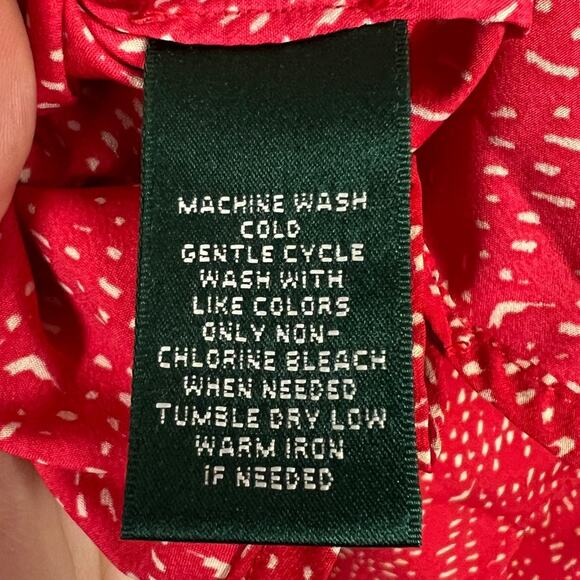 MACHINE WASH
COLD
GENTLE CYCLE
WASH WITH
LIKE COLORS
ONLY NON-
CHLORINE BLEACH
WHEN NEEDED
TUMBLE DRY LOW
WARM IRON
IF NEEDED